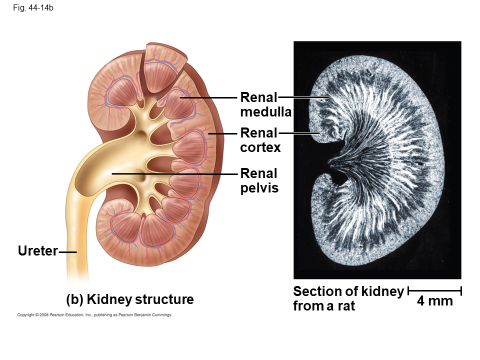 Fig. 44-14b
Renal
medulla
Renal
cortex
Renal
pelvis
Ureter
(b) Kidney structure
Section of kidney
from a rat
4 mm
Copyright © 2008 Pearson Education, Inc., publishing as Pearson Benjamin Cummings.